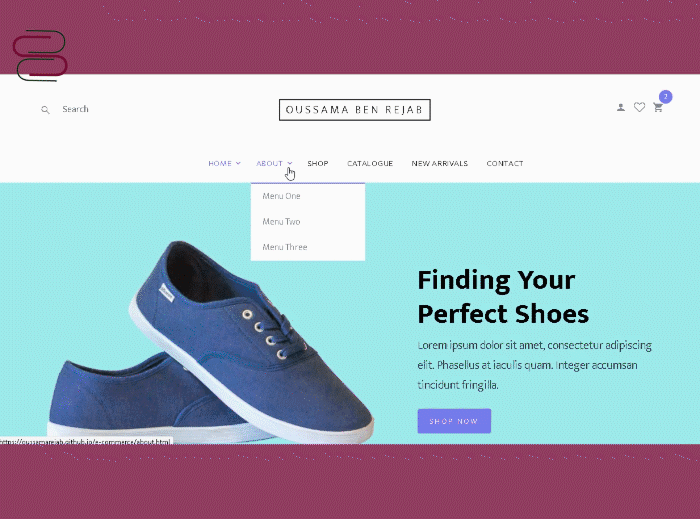 Search
OUSSAMA BEN REJAB
2
HOME
ABOUT
SHOP
CATALOGUE
NEW ARRIVALS
CONTACT
Menu One
Menu Two
Menu Three
Finding Your
Perfect Shoes
Lorem ipsum dolor sit amet, consectetur adipiscing
elit. Phasellus at iaculis quam. Integer accumsan
tincidunt fringilla.
SHOP NOW
https://oussamarejab.github.io/e-commerce/about.html